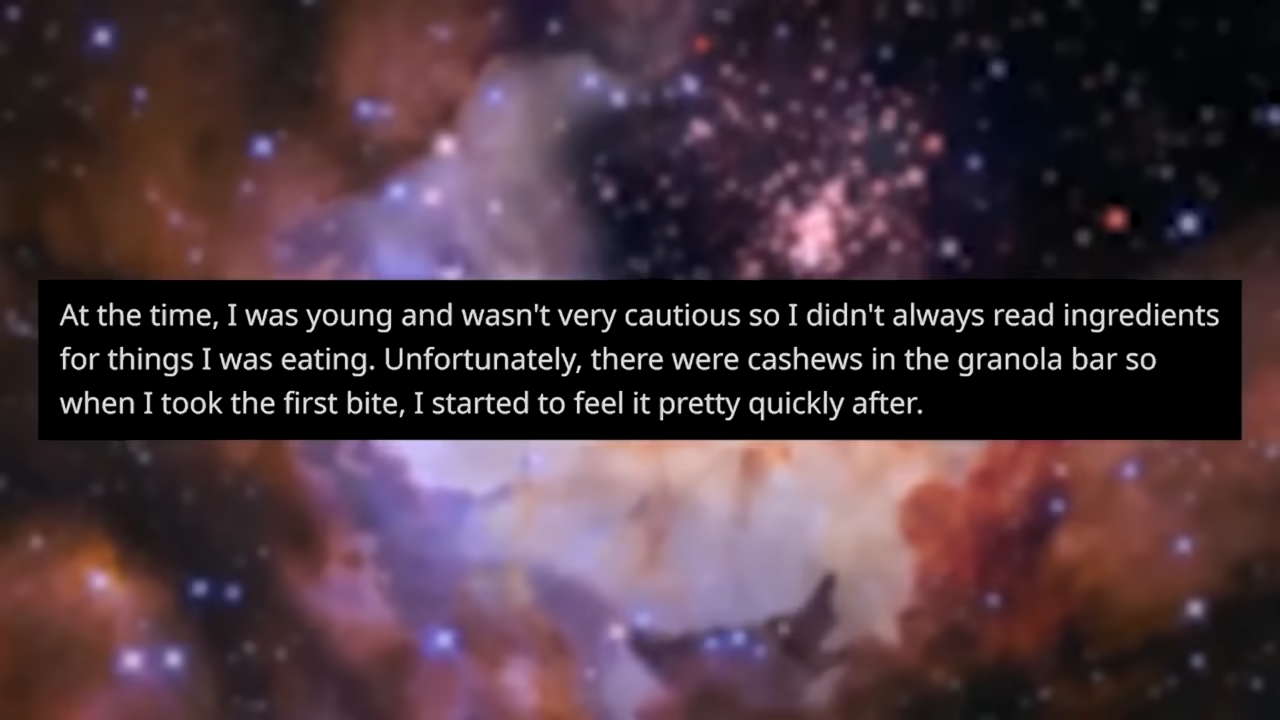 At the time, I was young and wasn't very cautious so I didn't always read ingredients
for things I was eating. Unfortunately, there were cashews in the granola bar so
when I took the first bite, I started to feel it pretty quickly after.